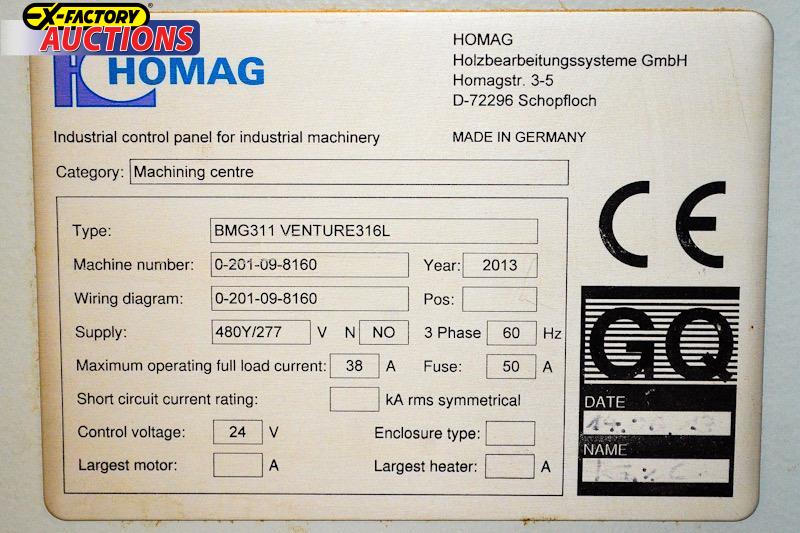 EX-FACTORY
AUCTIONS
HOMAG
HOMAG
Holzbearbeitungssysteme GmbH
Homagstr. 3-5
D-72296 Schopfloch
Industrial control panel for industrial machinery
MADE IN GERMANY
Category: Machining centre
CE
Type: BMG311 VENTURE316L
Machine number: 0-201-09-8160 Year: 2013
Wiring diagram: 0-201-09-8160 Pos:
Supply: 480Y/277 V N NO 3 Phase 60 Hz
Maximum operating full load current: 38 A Fuse: 50 A
Short circuit current rating: kA rms symmetrical
Control voltage: 24 V Enclosure type:
Largest motor: A Largest heater: A
GQ
DATE
NAME